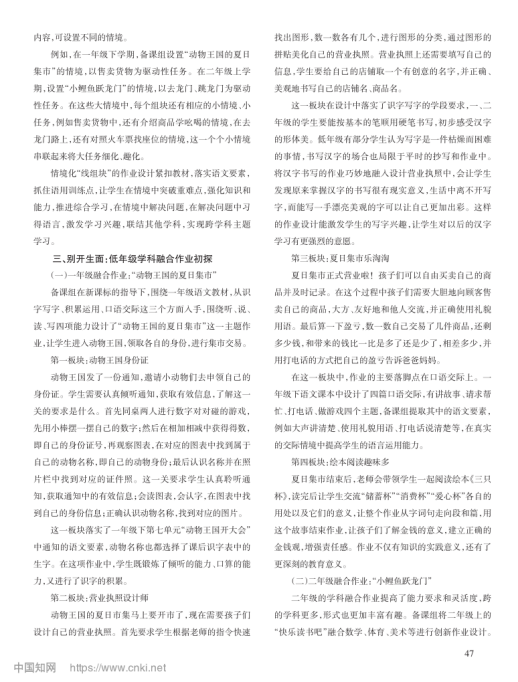 内容,可设置不同的情境。
例如,在一年级下学期,备课组设置“动物王国的夏日
集市”的情境,以售卖货物为驱动性任务。在二年级上学
期,设置“小鲤鱼跃龙门”的情境,以去龙门、跳龙门为驱动
性任务。在这些大情境中,每个组块还有相应的小情境、小
任务,例如售卖货物中,还有介绍商品学吆喝的情境,在去
龙门路上,还有对照火车票找座位的情境,这一个个小情境
串联起来将大任务细化、趣化。
情境化“线组块”的作业设计紧扣教材,落实语文要素,
抓住语用训练点,让学生在情境中突破重难点,强化知识和
能力,推进综合学习,在情境中解决问题,在解决问题中习
得语言,激发学习兴趣,联结其他学科,实现跨学科主题
学习。
三、别开生面:低年级学科融合作业初探
(一)一年级融合作业:“动物王国的夏日集市”
备课组在新课标的指导下,围绕一年级语文教材,从识
字写字、积累运用、口语交际这三个方面入手,围绕听、说、
读、写四项能力设计了“动物王国的夏日集市”这一主题作
业,让学生进入动物王国,领取各自的身份,进行集市交易。
第一板块:动物王国身份证
动物王国发了一份通知,邀请小动物们去申领自己的
身份证。学生需要认真倾听通知,获取有效信息,了解这一
关的要求是什么。首先同桌两人进行数字对对碰的游戏,
先用小棒摆一摆自己的数字;然后在相加相减中获得得数,
即自己的身份证号,再观察图表,在对应的图表中找到属于
自己的动物名称,即自己的动物身份;最后认识名称并在照
片栏中找到对应的证件照。这一关要求学生认真聆听通
知,获取通知中的有效信息;会读图表,会认字,在图表中找
到自己的身份信息;正确认识动物名称,找到对应的图片。
这一板块落实了一年级下第七单元“动物王国开大会”
中通知的语文要素,动物名称也都选择了课后识字表中的
生字。在这项作业中,学生既锻炼了倾听的能力、口算的能
力,又进行了识字的积累。
第二板块:营业执照设计师
动物王国的夏日集市马上要开市了,现在需要孩子们
设计自己的营业执照。首先要求学生根据老师的指令快速
找出图形,数一数各有几个,进行图形的分类,通过图形的
拼贴美化自己的营业执照。营业执照上还需要填写自己的
信息,学生要给自己的店铺取一个有创意的名字,并正确、
美观地书写自己的店铺名、商品名。
这一板块在设计中落实了识字写字的学段要求,一、二
年级的学生要能按基本的笔顺用硬笔书写,初步感受汉字
的形体美。低年级有部分学生认为写字是一件枯燥而困难
的事情,书写汉字的场合也局限于平时的抄写和作业中。
将汉字书写的作业巧妙地融入设计营业执照中,会让学生
发现原来掌握汉字的书写很有现实意义,生活中离不开写
字,而能写一手漂亮美观的字可以让自己更加出彩。这样
的作业设计能激发学生的写字兴趣,让学生对以后的汉字
学习有更强烈的意愿。
第三板块:夏日集市乐淘淘
夏日集市正式营业啦!孩子们可以自由买卖自己的商
品并及时记录。在这个过程中孩子们需要大胆地向顾客售
卖自己的商品,大方、友好地和他人交流,并正确使用礼貌
用语。最后算一下盈亏,数一数自己交易了几件商品,还剩
多少钱,和带来的钱比一比是多了还是少了,相差多少,并
用打电话的方式把自己的盈亏告诉爸爸妈妈。
在这一板块中,作业的主要落脚点在口语交际上。一
年级下语文课本中设计了四篇口语交际,有讲故事、请求帮
忙、打电话、做游戏四个主题,备课组提取其中的语文要素,
例如大声讲清楚、使用礼貌用语、打电话说清楚等,在真实
的交际情境中提高学生的语言运用能力。
第四板块:绘本阅读趣味多
夏日集市结束后,老师会带领学生一起阅读绘本《三只
杯》,读完后让学生交流“储蓄杯”“消费杯”“爱心杯”各自的
用处以及它们的意义,让整个作业从字词句走向段和篇,用
这个故事结束作业,让孩子们了解金钱的意义,建立正确的
金钱观,增强责任感。作业不仅有知识的实践意义,还有了
更深刻的教育意义。
(二)二年级融合作业:“小鲤鱼跃龙门”
二年级的学科融合作业提高了能力要求和灵活度,跨
的学科更多,形式也更加丰富有趣。备课组将二年级上的
“快乐读书吧”融合数学、体育、美术等进行创新作业设计。
47
中国知网 https://www.cnki.net